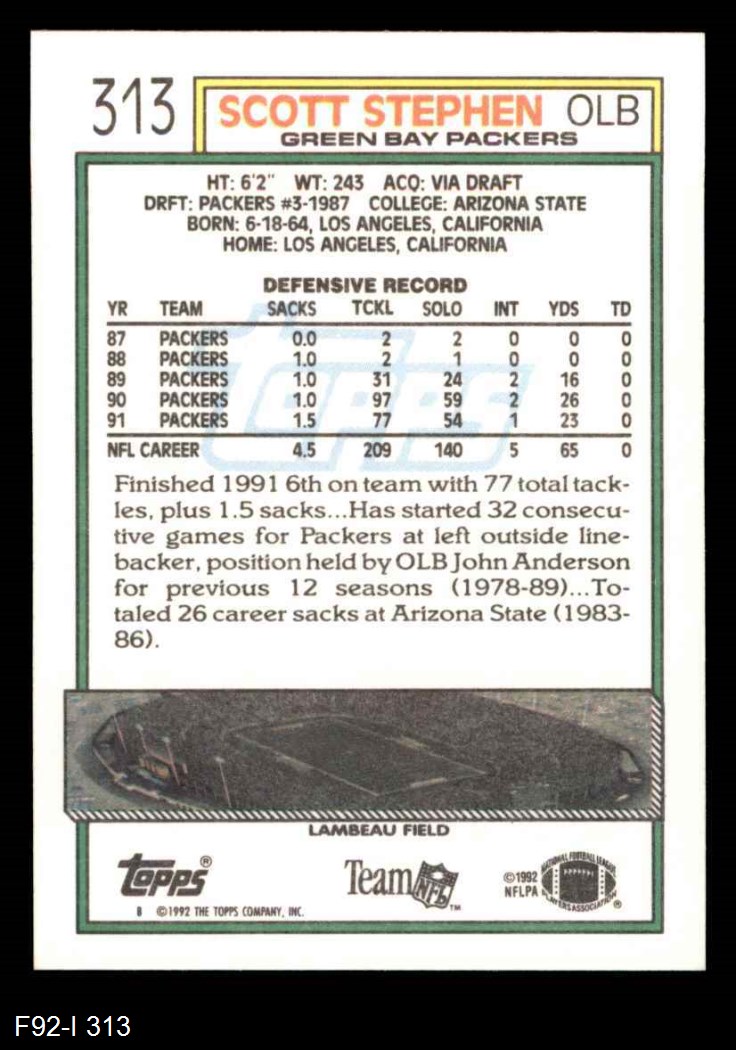 313 SCOTT STEPHEN OLB
GREEN BAY PACKERS
HT: 6'2" WT: 243 ACQ: VIA DRAFT
DRFT: PACKERS #3-1987 COLLEGE: ARIZONA STATE
BORN: 6-18-64, LOS ANGELES, CALIFORNIA
HOME: LOS ANGELES, CALIFORNIA
DEFENSIVE RECORD
YR TEAM SACKS TCKL SOLO INT YDS TD
87 PACKERS 0.0 2 2 0 0 0
88 PACKERS 1.0 2 1 0 0 0
89 PACKERS 1.0 31 24 2 16 0
90 PACKERS 1.0 97 59 2 26 0
91 PACKERS 1.5 77 54 1 23 0
NFL CAREER 4.5 209 140 5 65 0
topps
Finished 1991 6th on team with 77 total tack-
les, plus 1.5 sacks...Has started 32 consecu-
tive games for Packers at left outside line-
backer, position held by OLB John Anderson
for previous 12 seasons (1978-89)...To-
taled 26 career sacks at Arizona State (1983-
86).
LAMBEAU FIELD
topps®
B ©1992 THE TOPPS COMPANY, INC.
Team NFL™
©1992
NFLPA
NATIONAL FOOTBALL LEAGUE
PLAYERS ASSOCIATION
®
F92-I 313